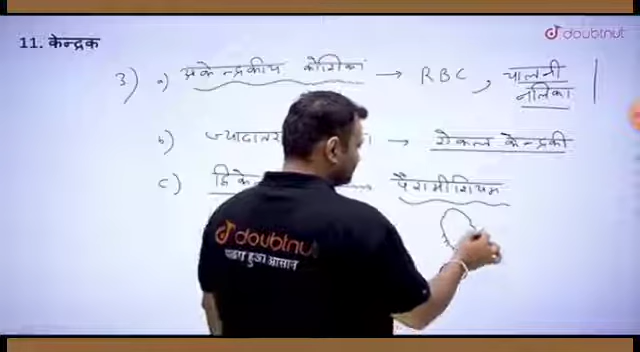 11. केन्द्रक
doubtnut
3) a) अकेन्द्रकीय कोशिका → RBC, चालनी
नलिका
b) ज्यादातर → एकल केन्द्रकी
c) द्विके → पैरामीशियम
doubtnut
पढ़ना हुआ आसान